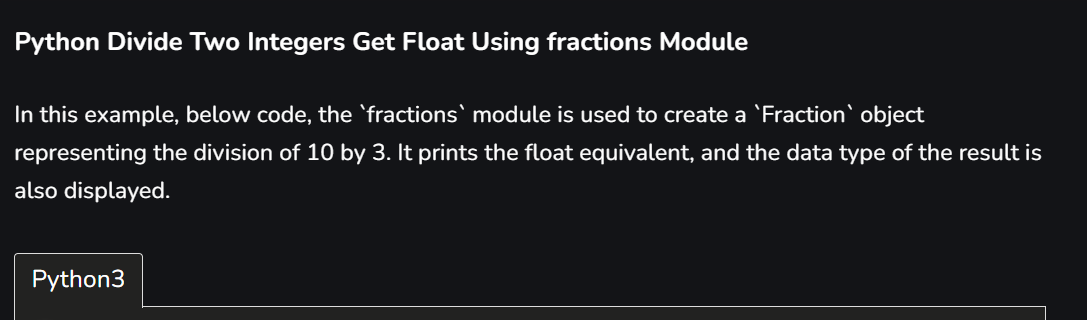 Python Divide Two Integers Get Float Using fractions Module
In this example, below code, the `fractions` module is used to create a `Fraction` object
representing the division of 10 by 3. It prints the float equivalent, and the data type of the result is
also displayed.
Python3